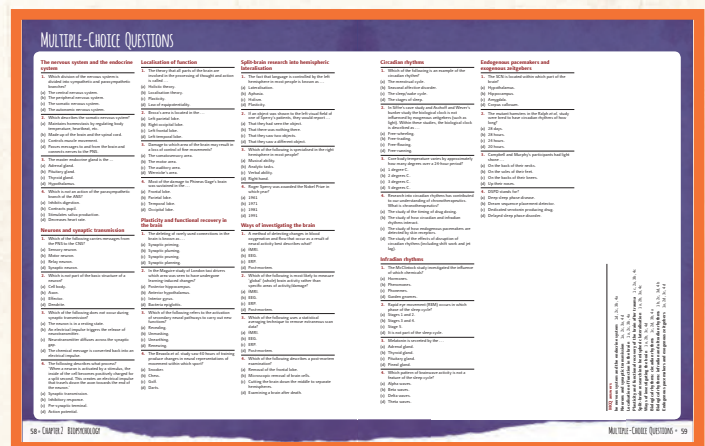 MULTIPLE-CHOICE QUESTIONS
The nervous system and the endocrine
system
1. Which division of the nervous system is
divided into sympathetic and parasympathetic
branches?
(a) The central nervous system.
(b) The peripheral nervous system.
(c) The somatic nervous system.
(d) The autonomic nervous system.
2. Which describes the somatic nervous system?
(a) Maintains homeostasis by regulating body
temperature, heartbeat, etc.
(b) Made up of the brain and the spinal cord
(c) Controls muscle movement.
(d) Passes messages to and from the brain and
connects nerves to the PNS.
3. The master endocrine gland is the ...
(a) Adrenal gland.
(b) Pituitary gland.
(c) Thyroid gland.
(d) Hypothalamus.
4. Which is not an action of the parasympathetic
branch of the ANS?
(a) Inhibits digestion.
(b) Contracts pupil.
(c) Stimulates saliva production.
(d) Decreases heart rate.
Neurons and synaptic transmission
1. Which of the following carries messages from
the PNS to the CNS?
(a) Sensory neuron.
(b) Motor neuron.
(c) Relay neuron.
(d) Synaptic neuron.
2. Which is not part of the basic structure of a
neuron?
(a) Cell body.
(b) Axon.
(c) Effector.
(d) Dendrite.
3. Which of the following does not occur during
synaptic transmission?
(a) The neuron is in a resting state.
(b) An electrical impulse triggers the release of
neurotransmitter.
(c) Neurotransmitter diffuses across the synaptic
gap.
(d) The chemical message is converted back into an
electrical impulse.
4. The following describes what process?
"When a neuron is activated by a stimulus, the
inside of the cell becomes positively charged for
a split second. This creates an electrical impulse
that travels down the axon towards the end of
the neuron."
(a) Synaptic transmission.
(b) Inhibitory response.
(c) Pre-synaptic terminal.
(d) Action potential.
Localisation of function
1. The theory that all parts of the brain are
involved in the processing of thought and action
is called ...
(a) Holistic theory.
(b) Localisation theory.
(c) Plasticity.
(d) Law of equipotentiality.
2. Broca's area is located in the ...
(a) Left parietal lobe.
(b) Right occipital lobe.
(c) Left frontal lobe.
(d) Left temporal lobe.
3. Damage to which area of the brain may result in
a loss of control of fine movement?
(a) The somatosensory area.
(b) The motor area.
(c) The auditory area.
(d) Wernicke's area.
4. Most of the damage to Phineas Gage's brain
was sustained in the ...
(a) Frontal lobe.
(b) Parietal lobe.
(c) Temporal lobe.
(d) Occipital lobe.
Plasticity and functional recovery in
the brain
1. The deleting of rarely used connections in the
brain is known as ...
(a) Synaptic pruning.
(d) Synaptic planing.
2. In the Maguire study of London taxi drivers
which area was seen to have undergone
learning-induced changes?
(a) Posterior hippocampus.
(b) Anterior hypothalamus.
3. Which of the following refers to the activation
of secondary neural pathways to carry out new
functions?
(a) Revealing.
(b) Unmasking.
(c) Unearthing.
(d) Renewing.
produce changes in neural representations of
movement within which sport?
(a) Snooker.
(b) Chess.
(c) Golf.
(d) Darts.
Split-brain research into hemispheric
lateralisation
1. The fact that language is controlled by the left
hemisphere in most people is known as ...
(a) Lateralisation.
(b) Aphasia.
(c) Holism.
(d) Plasticity.
2. If an object was shown in the left visual field of
one of Sperry's patients, they would report ...
(a) That they had seen the object.
(b) That there was nothing there.
(c) That they saw two objects.
(d) That they saw a different object.
3. Which of the following is specialised in the right
hemisphere in most people?
(a) Musical ability.
(b) Analytic tasks.
(c) Verbal ability.
(d) Right hand.
4. Roger Sperry was awarded the Nobel Prize in
which year?
(a) 1961
(b) 1971
(c) 1981
(d) 1991
Ways of investigating the brain
1. A method of detecting changes in blood
oxygenation and flow that occur as a result of
neural activity best describes what?
(a) fMRI.
(b) EEG.
(c) ERP.
(d) Postmortem.
2. Which of the following is most likely to measure
'global' (whole) brain activity rather than
specific areas of activity/damage?
(a) fMRI.
(b) EEG.
(c) ERP.
(d) Postmortem.
3. Which of the following uses a statistical
averaging technique to remove extraneous scan
data?
(a) fMRI.
(b) EEG.
(c) ERP.
(d) Postmortem.
4. Which of the following describes a post-mortem
examination?
(a) Removal of the frontal lobe.
(b) Microscopic removal of brain cells.
(c) Cutting the brain down the middle to separate
hemispheres.
(d) Examining a brain after death.
Circadian rhythms
1. Which of the following is an example of the
circadian rhythm?
(a) The menstrual cycle.
(b) Seasonal affective disorder.
(c) The sleep/wake cycle.
(d) The stages of sleep.
2. In Siffre's case study and Aschoff and Wever's
bunker study the biological clock is not
influenced by exogenous zeitgebers (such as
light). Within these studies, the biological clock
is described as ...
(a) Free-wheeling.
(b) Free-trading.
(c) Free-flowing.
(d) Free-running.
3. Core body temperature varies by approximately
how many degrees over a 24-hour period?
(a) 1 degree C.
(b) 2 degrees C.
(c) 3 degrees C.
(d) 5 degrees C.
4. Research into circadian rhythms has contributed
to our understanding of chronotherapeutics.
What is chronotherapeutics?
(a) The study of the timing of drug dosing.
(b) The study of how circadian and infradian
rhythms interact.
(c) The study of how endogenous pacemakers are
detected by skin receptors.
(d) The study of the effects of disruption of
circadian rhythms (including shift work and jet
lag).
Infradian rhythms
1. The McClintock study investigated the influence
of which chemicals?
(a) Hormones.
(b) Pheromones.
(d) Garden gnomes.
2. Rapid eye movement (REM) occurs in which
phase of the sleep cycle?
(a) Stages 1 and 2.
(b) Stages 3 and 4.
(c) Stage 5.
(d) It is not part of the sleep cycle.
3. Melatonin is secreted by the ...
(a) Adrenal gland.
(b) Thyroid gland.
(c) Pituitary gland.
(d) Pineal gland.
4. Which pattern of brainwave activity is not a
feature of the sleep cycle?
(a) Alpha waves.
(b) Beta waves.
(c) Delta waves.
(d) Theta waves.
Endogenous pacemakers and
exogenous zeitgebers
1. The SCN is located within which part of the
brain?
(a) Hypothalamus.
(b) Hippocampus.
(c) Amygdala.
(d) Corpus callosum.
2. The mutant hamsters in the Ralph et al. study
were bred to have circadian rhythms of how
long?
(a) 28 days.
(b) 28 hours.
(c) 24 hours.
(d) 20 hours.
3. Campbell and Murphy's participants had light
shone ...
(a) On the back of their necks.
(b) On the soles of their feet.
(c) On the backs of their knees.
(d) Up their noses.
4. DSPD stands for?
(a) Deep sleep phase disease.
(c) Dedicated serotonin producing drug.
(d) Delayed sleep phase disorder.
MCQ answers
58 • CHAPTER 2 BIOPSYCHOLOGY
MULTIPLE-CHOICE QUESTIONS • 59